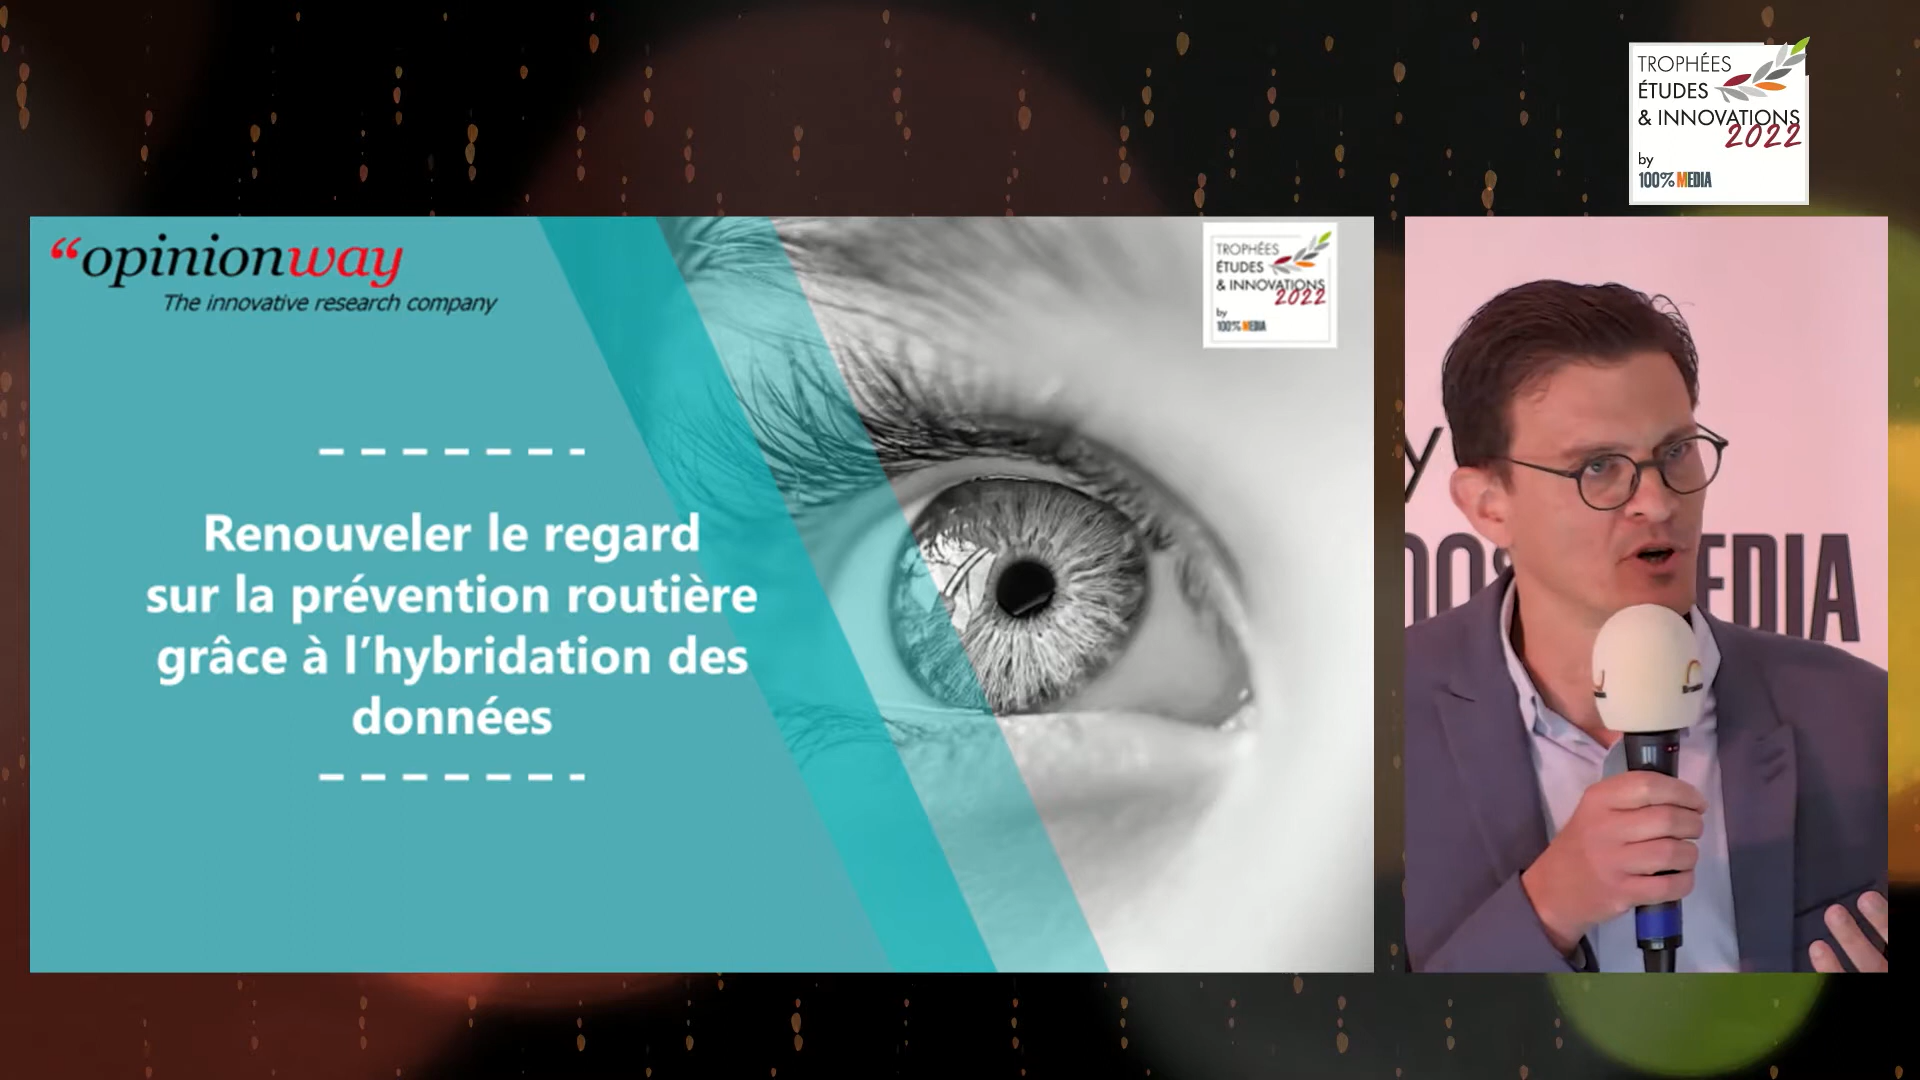 TROPHÉES
ÉTUDES
& INNOVATIONS
2022
by
100% MEDIA
“opinionway
The innovative research company
TROPHÉES
ÉTUDES
& INNOVATIONS
2022
by
100% MEDIA
Renouveler le regard
sur la prévention routière
grâce à l’hybridation des
données